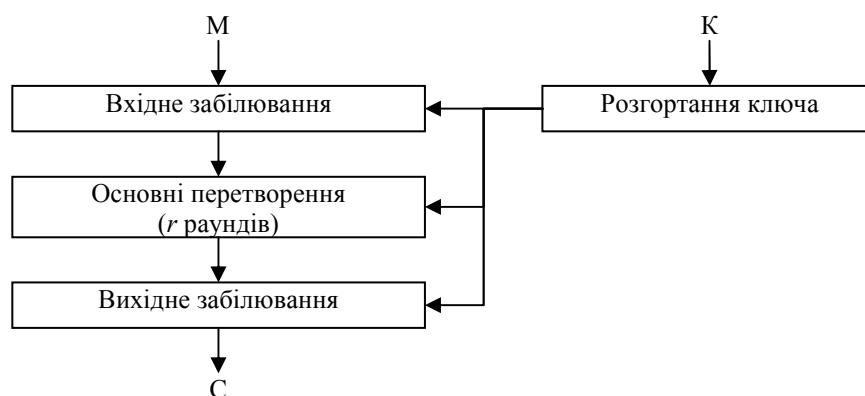 М
К
Вхідне забілювання
Розгортання ключа
Основні перетворення
(r раундів)
Вихідне забілювання
С